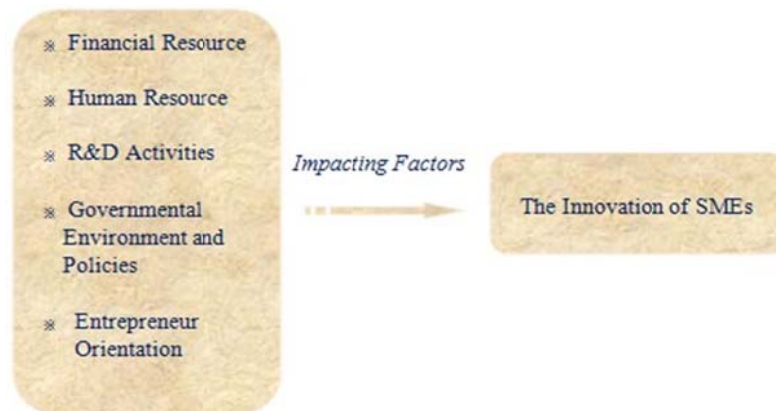 ※ Financial Resource
※ Human Resource
※ R&D Activities
※ Governmental
Environment and
Policies
※ Entrepreneur
Orientation
Impacting Factors
The Innovation of SMEs